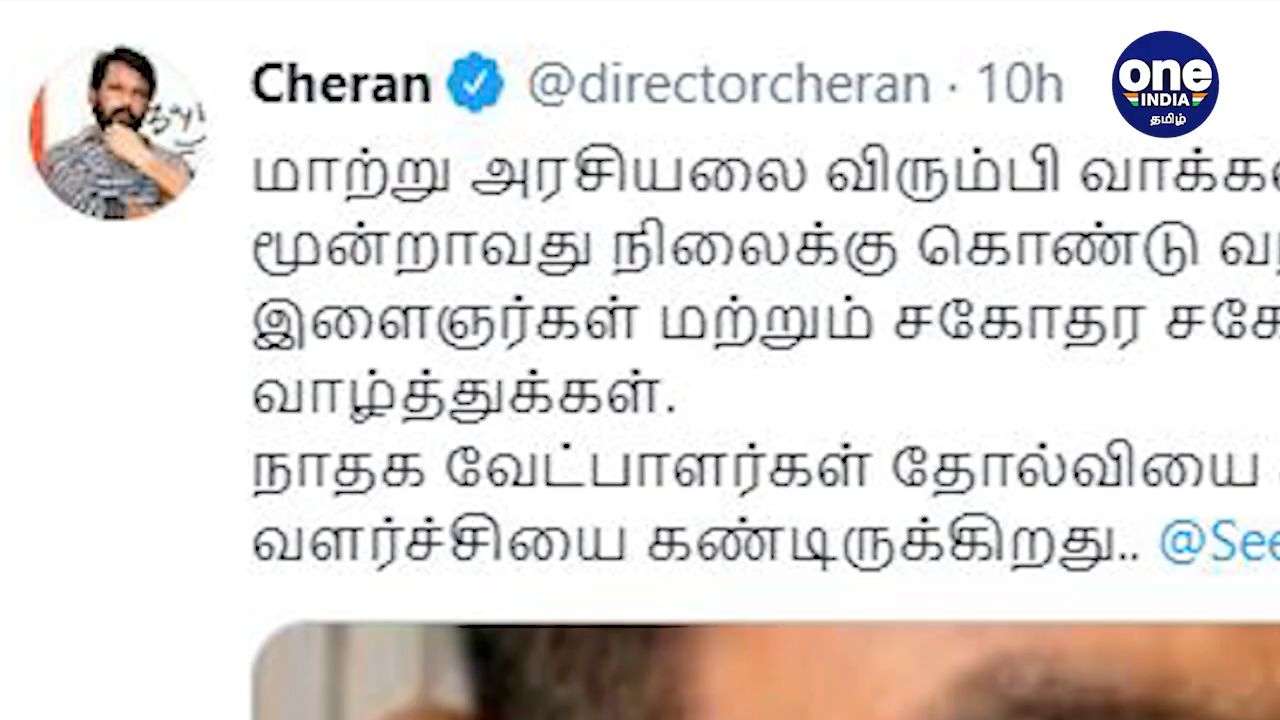 Cheran @directorcheran · 10h
one
INDIA
தமிழ்
மாற்று அரசியலை விரும்பி
மூன்றாவது நிலைக்கு கொண்டு
இளைஞர்கள் மற்றும் சகோதர
வாழ்த்துக்கள்.
நாதக வேட்பாளர்கள் தோல்வியை
வளர்ச்சியை கண்டிருக்கிறது.. @See